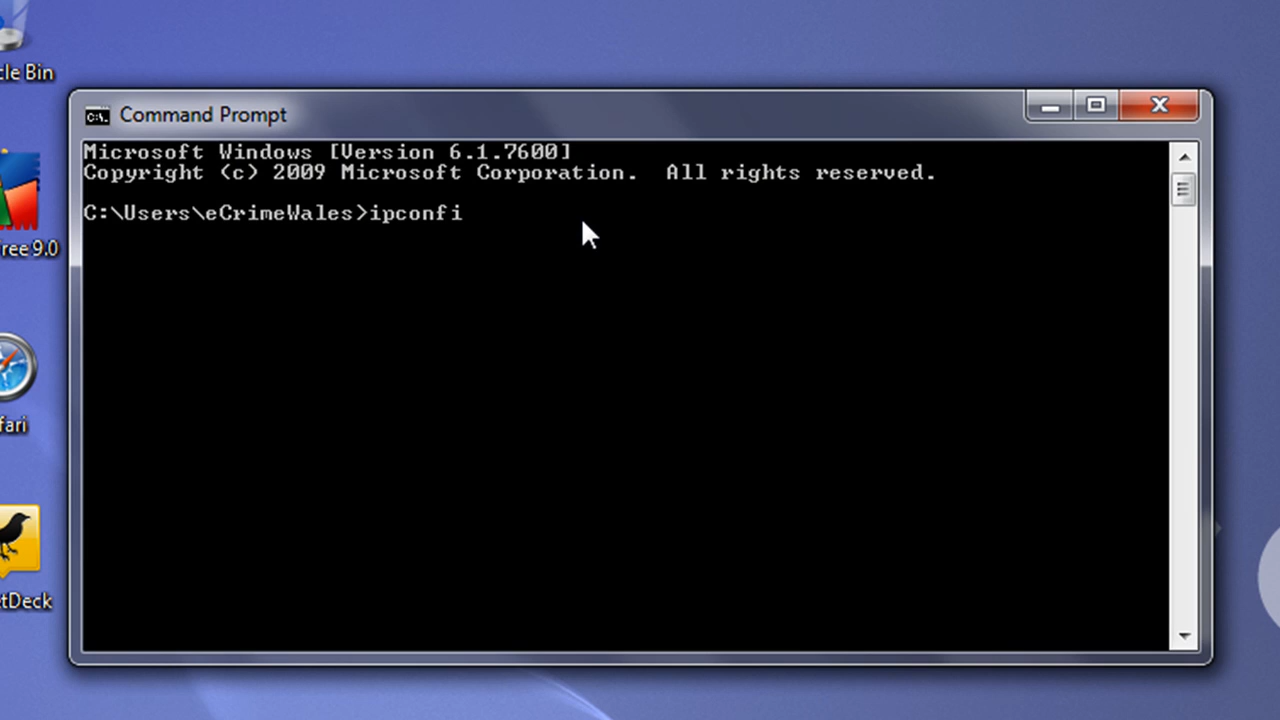 cle Bin
Command Prompt
C:\.
Microsoft Windows [Version 6.1.7600]
Copyright (c) 2009 Microsoft Corporation.  All rights reserved.
C:\Users\eCrimeWales>ipconfi
ree 9.0
fari
tDeck